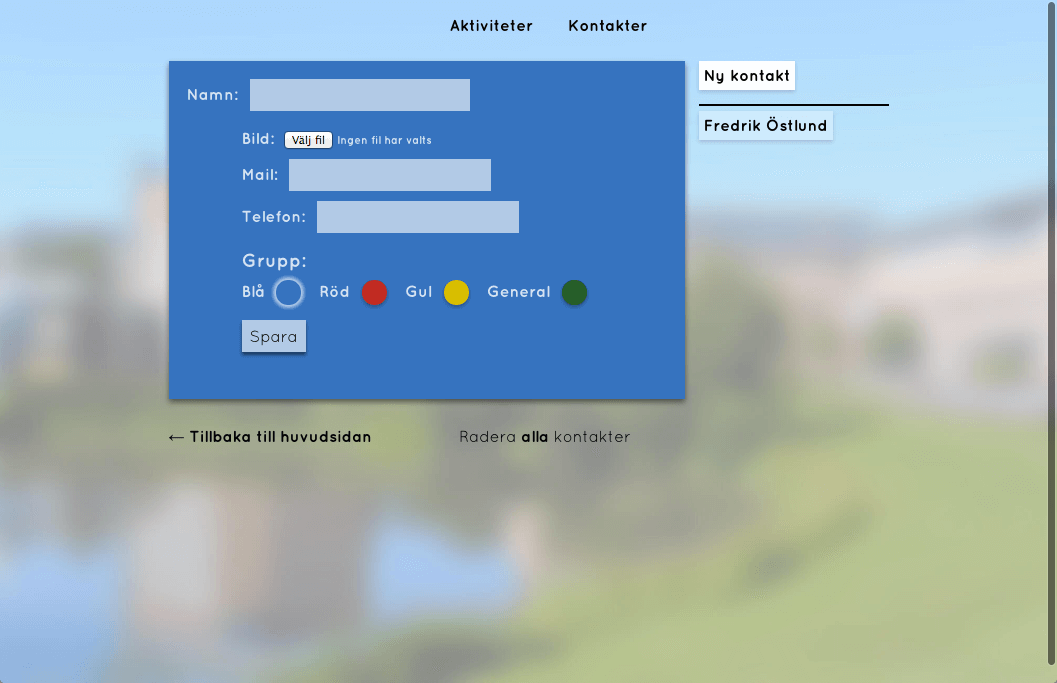 Aktiviteter Kontakter
Namn:
Ny kontakt
Bild: Välj fil Ingen fil har valts
Fredrik Östlund
Mail:
Telefon:
Grupp:
Blå Röd Gul General
Spara
← Tillbaka till huvudsidan Radera alla kontakter